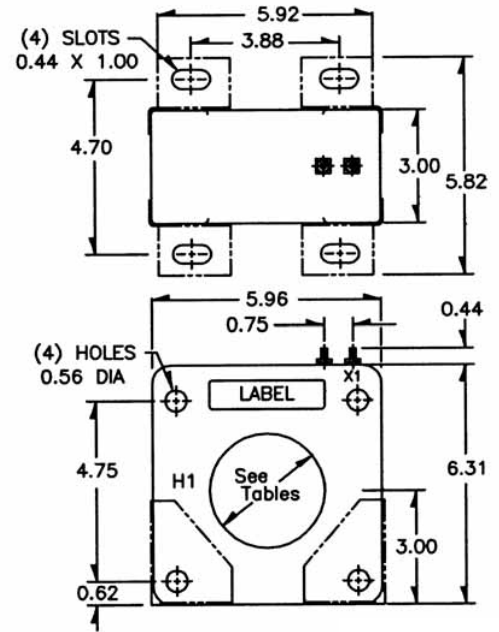 5.92
(4) SLOTS
3.88
0.44 X 1.00
4.70
3.00
5.82
5.96
0.44
0.75
(4) HOLES
0.56 DIA
X1
LABEL
4.75
H1
See
Tables
6.31
3.00
0.62